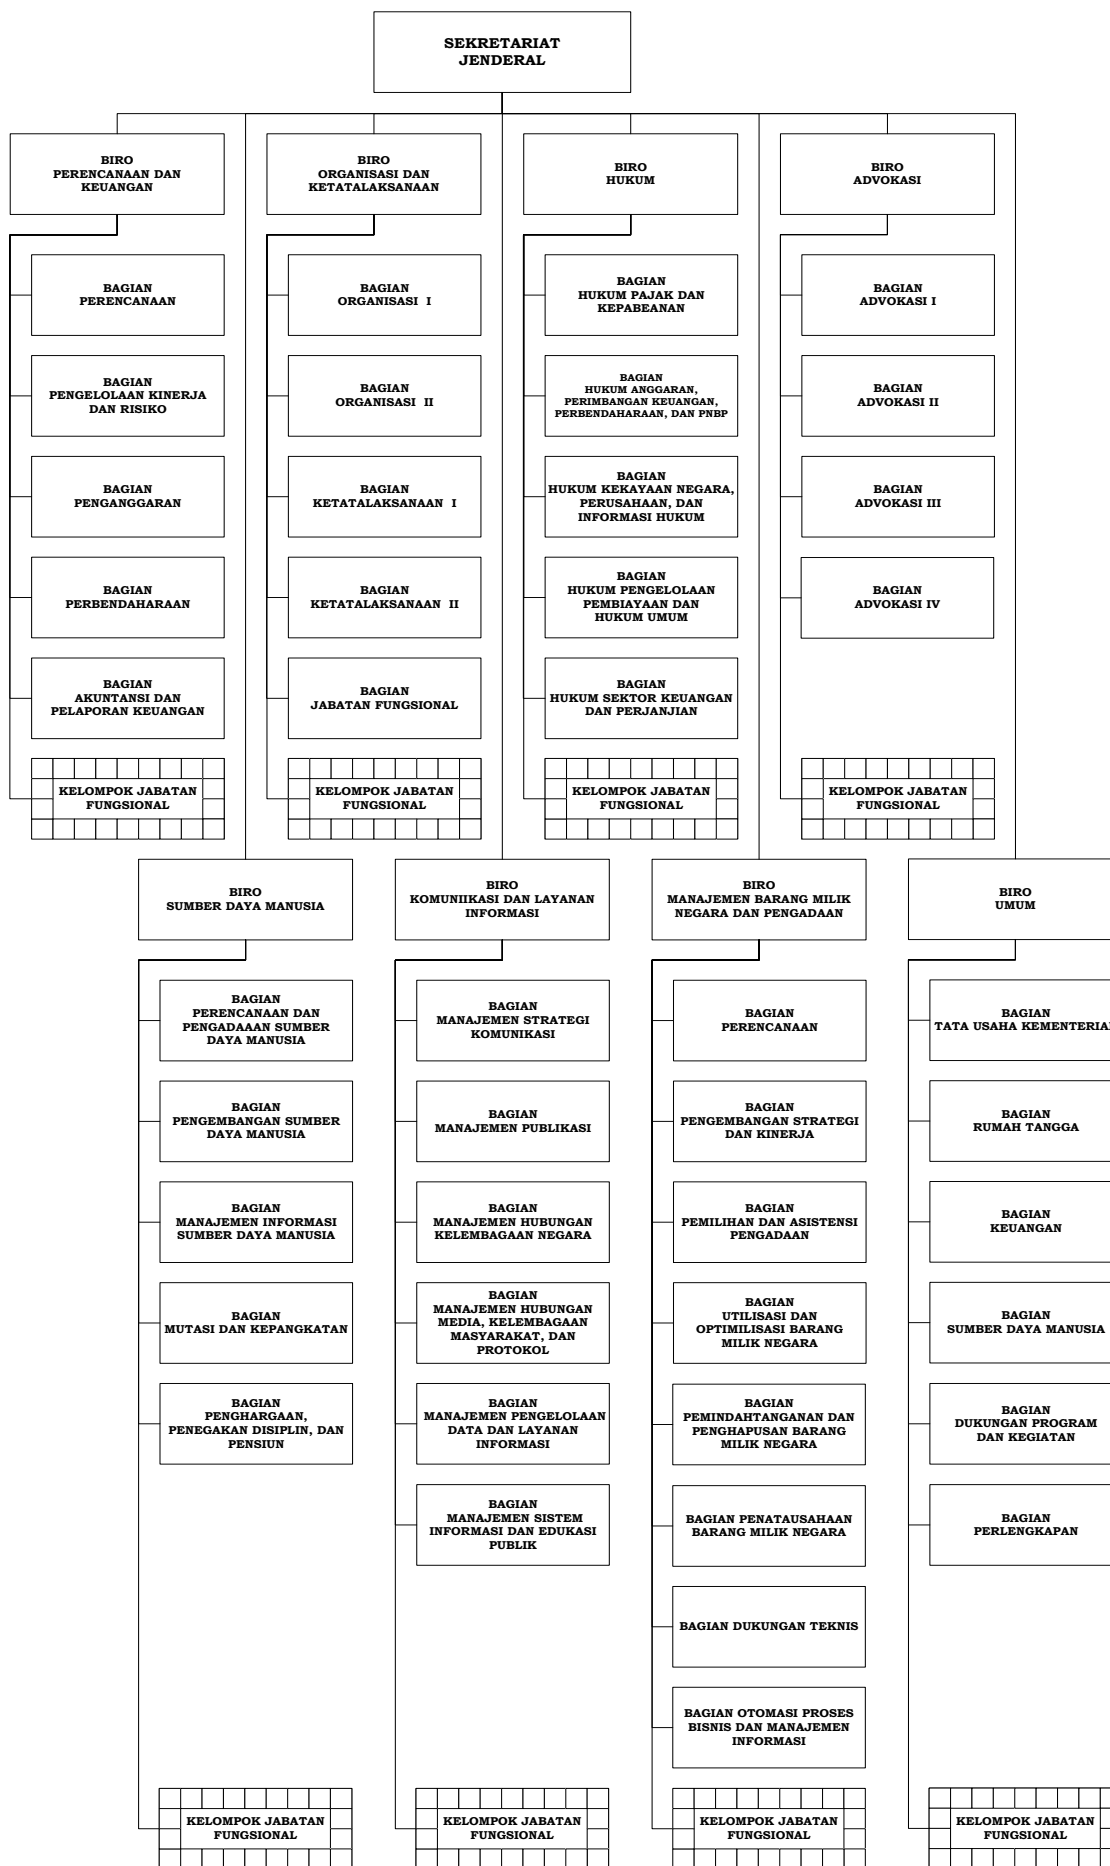 SEKRETARIAT
JENDERAL
BIRO
PERENCANAAN DAN
KEUANGAN
BAGIAN
PERENCANAAN
BAGIAN
PENGELOLAAN KINERJA
DAN RISIKO
BAGIAN
PENGANGGARAN
BAGIAN
PERBENDAHARAAN
BAGIAN
AKUNTANSI DAN
PELAPORAN KEUANGAN
KELOMPOK JABATAN
FUNGSIONAL
BIRO
ORGANISASI DAN
KETATALAKSANAAN
BAGIAN
ORGANISASI I
BAGIAN
ORGANISASI II
BAGIAN
KETATALAKSANAAN I
BAGIAN
KETATALAKSANAAN II
BAGIAN
JABATAN FUNGSIONAL
KELOMPOK JABATAN
FUNGSIONAL
BIRO
HUKUM
BAGIAN
HUKUM PAJAK DAN
KEPABEANAN
BAGIAN
HUKUM ANGGARAN,
PERIMBANGAN KEUANGAN,
PERBENDAHARAAN, DAN PNBP
BAGIAN
HUKUM KEKAYAAN NEGARA,
PERUSAHAAN, DAN
INFORMASI HUKUM
BAGIAN
HUKUM PENGELOLAAN
PEMBIAYAAN DAN
HUKUM UMUM
BAGIAN
HUKUM SEKTOR KEUANGAN
DAN PERJANJIAN
KELOMPOK JABATAN
FUNGSIONAL
BIRO
ADVOKASI
BAGIAN
ADVOKASI I
BAGIAN
ADVOKASI II
BAGIAN
ADVOKASI III
BAGIAN
ADVOKASI IV
KELOMPOK JABATAN
FUNGSIONAL
BIRO
SUMBER DAYA MANUSIA
BAGIAN
PERENCANAAN DAN
PENGADAAAN SUMBER
DAYA MANUSIA
BAGIAN
PENGEMBANGAN SUMBER
DAYA MANUSIA
BAGIAN
MANAJEMEN INFORMASI
SUMBER DAYA MANUSIA
BAGIAN
MUTASI DAN KEPANGKATAN
BAGIAN
PENGHARGAAN,
PENEGAKAN DISIPLIN, DAN
PENSIUN
KELOMPOK JABATAN
FUNGSIONAL
BIRO
KOMUNIIKASI DAN LAYANAN
INFORMASI
BAGIAN
MANAJEMEN STRATEGI
KOMUNIKASI
BAGIAN
MANAJEMEN PUBLIKASI
BAGIAN
MANAJEMEN HUBUNGAN
KELEMBAGAAN NEGARA
BAGIAN
MANAJEMEN HUBUNGAN
MEDIA, KELEMBAGAAN
MASYARAKAT, DAN
PROTOKOL
BAGIAN
MANAJEMEN PENGELOLAAN
DATA DAN LAYANAN
INFORMASI
BAGIAN
MANAJEMEN SISTEM
INFORMASI DAN EDUKASI
PUBLIK
KELOMPOK JABATAN
FUNGSIONAL
BIRO
MANAJEMEN BARANG MILIK
NEGARA DAN PENGADAAN
BAGIAN
PERENCANAAN
BAGIAN
PENGEMBANGAN STRATEGI
DAN KINERJA
BAGIAN
PEMILIHAN DAN ASISTENSI
PENGADAAN
BAGIAN
UTILISASI DAN
OPTIMILISASI BARANG
MILIK NEGARA
BAGIAN
PEMINDAHTANGANAN DAN
PENGHAPUSAN BARANG
MILIK NEGARA
BAGIAN PENATAUSAHAAN
BARANG MILIK NEGARA
BAGIAN DUKUNGAN TEKNIS
BAGIAN OTOMASI PROSES
BISNIS DAN MANAJEMEN
INFORMASI
KELOMPOK JABATAN
FUNGSIONAL
BIRO
UMUM
BAGIAN
TATA USAHA KEMENTERIAN
BAGIAN
RUMAH TANGGA
BAGIAN
KEUANGAN
BAGIAN
SUMBER DAYA MANUSIA
BAGIAN
DUKUNGAN PROGRAM
DAN KEGIATAN
BAGIAN
PERLENGKAPAN
KELOMPOK JABATAN
FUNGSIONAL